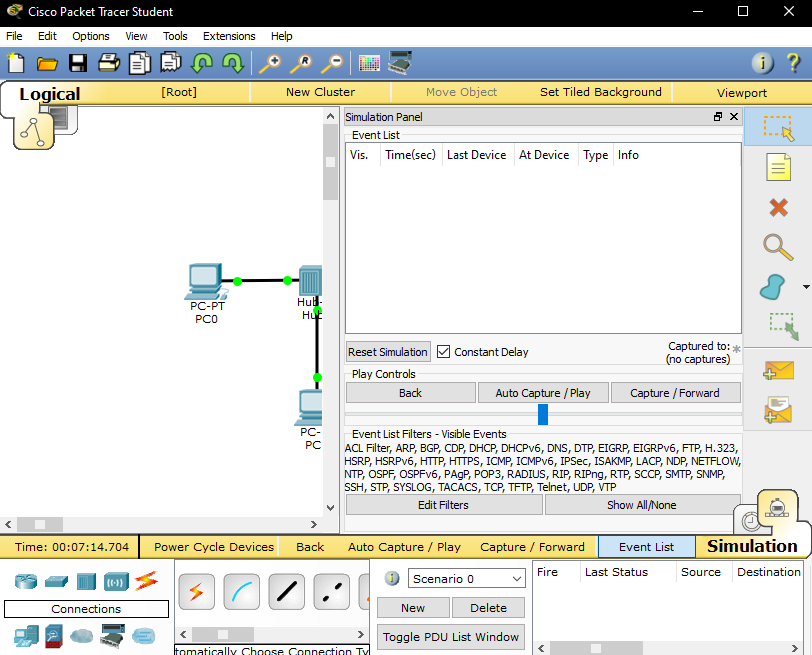 Cisco Packet Tracer Student
File Edit Options View Tools Extensions Help
Logical [Root] New Cluster Move Object Set Tiled Background Viewport
Simulation Panel
Event List
Vis. Time(sec) Last Device At Device Type Info
PC-PT
PC0
Hub-
Hu
PC-
PC
Reset Simulation Constant Delay Captured to: *
(no captures)
Play Controls
Back Auto Capture / Play Capture / Forward
Event List Filters - Visible Events
ACL Filter, ARP, BGP, CDP, DHCP, DHCPv6, DNS, DTP, EIGRP, EIGRPv6, FTP, H.323,
HSRP, HSRPv6, HTTP, HTTPS, ICMP, ICMPv6, IPSec, ISAKMP, LACP, NDP, NETFLOW,
NTP, OSPF, OSPFv6, PAgP, POP3, RADIUS, RIP, RIPng, RTP, SCCP, SMTP, SNMP,
SSH, STP, SYSLOG, TACACS, TCP, TFTP, Telnet, UDP, VTP
Edit Filters Show All/None
Time: 00:07:14.704 Power Cycle Devices Back Auto Capture / Play Capture / Forward Event List Simulation
Connections
utomatically Choose Connection Ty
Scenario 0
New Delete
Toggle PDU List Window
Fire Last Status Source Destination